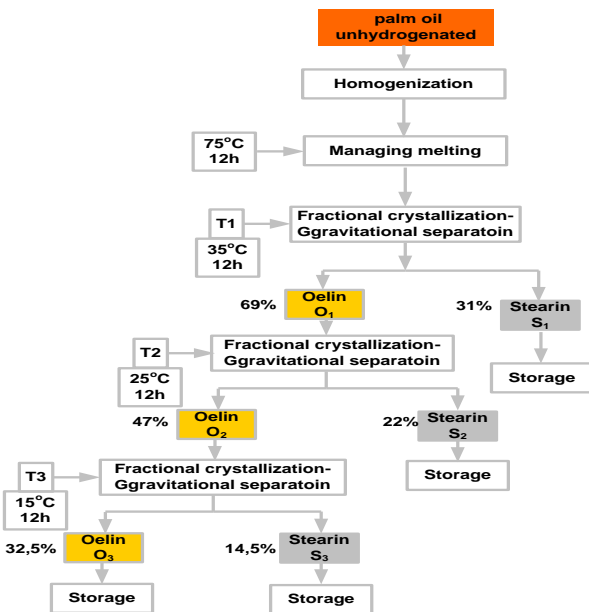 palm oil
unhydrogenated
Homogenization
75°C
12h
Managing melting
T1
35°C
12h
Fractional crystallization-
Ggravitational separatoin
69%
Oelin
O₁
31%
Stearin
S₁
Storage
T2
25°C
12h
Fractional crystallization-
Ggravitational separatoin
47%
Oelin
O₂
22%
Stearin
S₂
Storage
T3
15°C
12h
Fractional crystallization-
Ggravitational separatoin
32,5%
Oelin
O₃
14,5%
Stearin
S₃
Storage
Storage